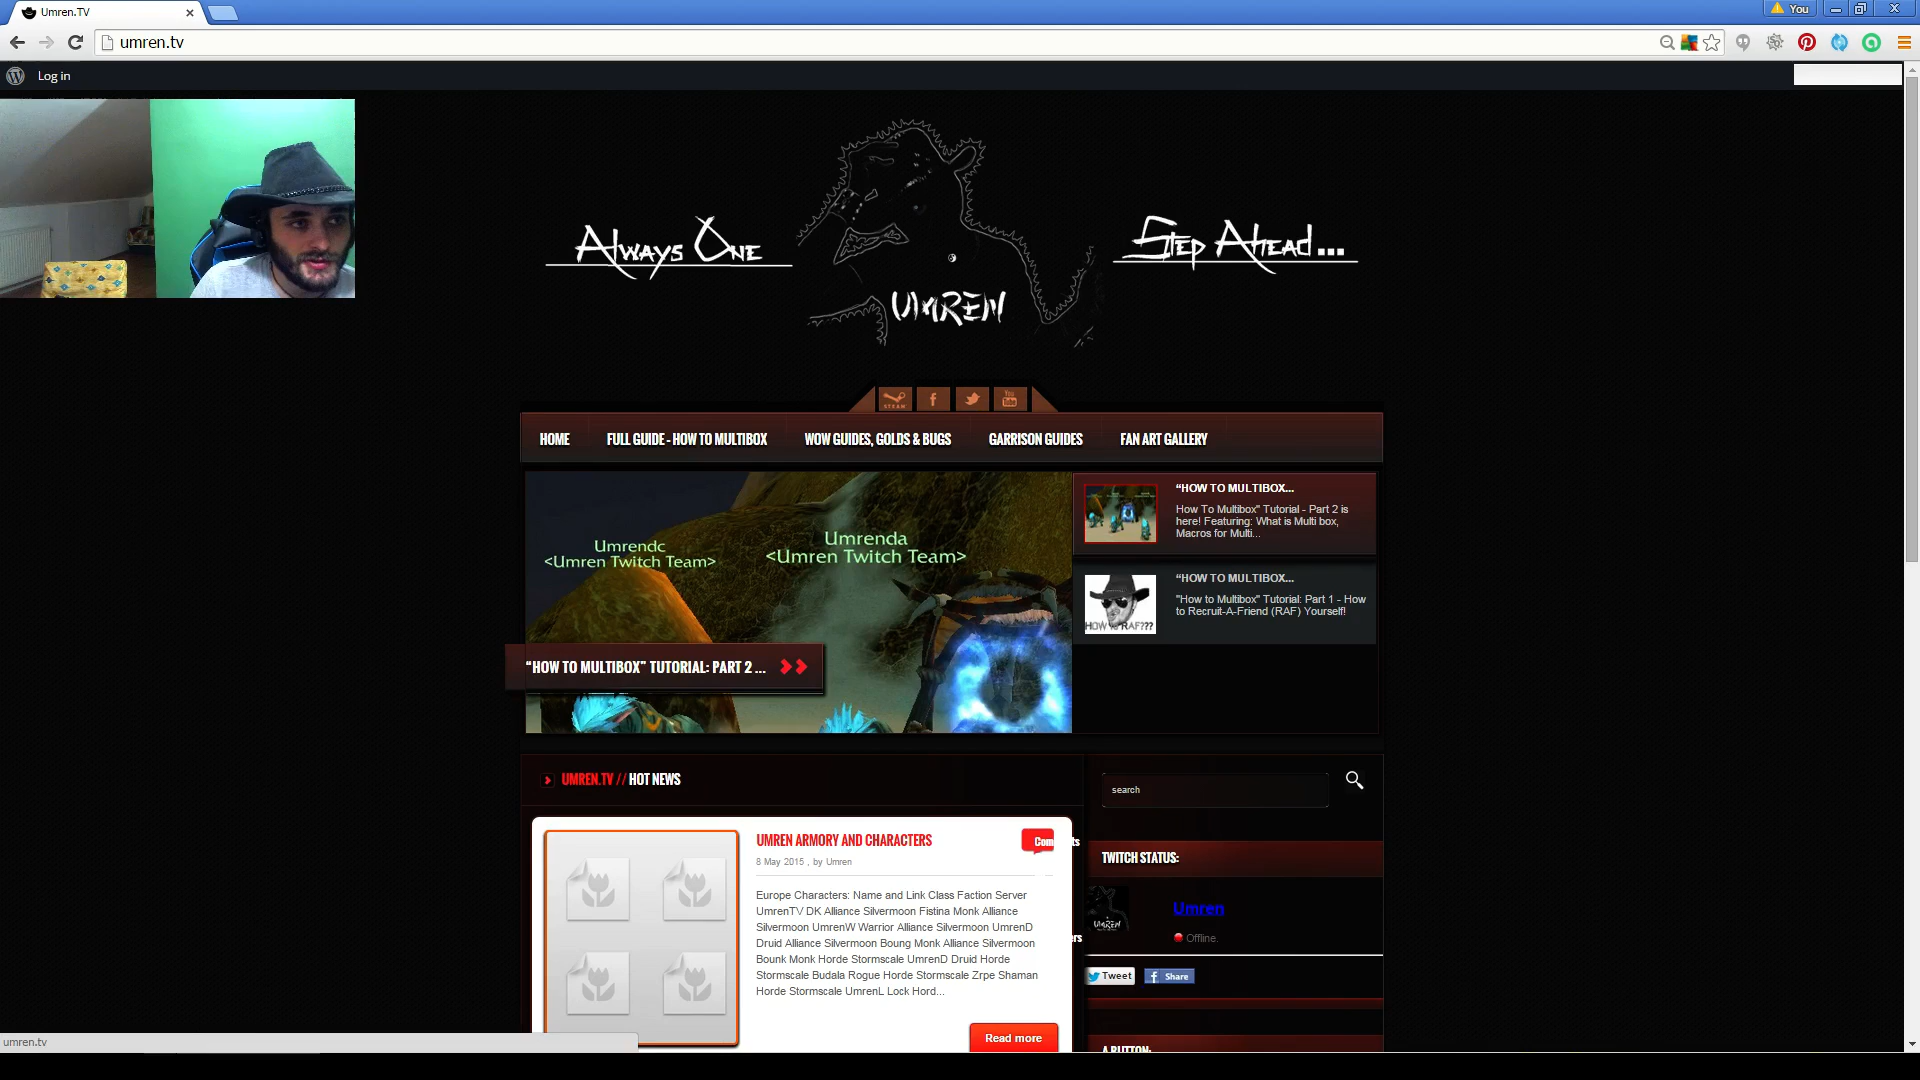 Umren.TV
You
umren.tv
Log in
Always One
Step Ahead...
UMREN
STEAM
You
HOME
FULL GUIDE - HOW TO MULTIBOX
WOW GUIDES, GOLDS & BUGS
GARRISON GUIDES
FAN ART GALLERY
Umrendc
<Umren Twitch Team>
Umrenda
<Umren Twitch Team>
“HOW TO MULTIBOX” TUTORIAL: PART 2 ...
“HOW TO MULTIBOX...
How To Multibox" Tutorial - Part 2 is
here! Featuring: What is Multi box,
Macros for Multi...
HOW to RAF???
“HOW TO MULTIBOX...
"How to Multibox" Tutorial: Part 1 - How
to Recruit-A-Friend (RAF) Yourself!
UMREN.TV // HOT NEWS
UMREN ARMORY AND CHARACTERS
8 May 2015 , by Umren
Europe Characters: Name and Link Class Faction Server
UmrenTV DK Alliance Silvermoon Fistina Monk Alliance
Silvermoon UmrenW Warrior Alliance Silvermoon UmrenD
Druid Alliance Silvermoon Boung Monk Alliance Silvermoon
Bounk Monk Horde Stormscale UmrenD Druid Horde
Stormscale Budala Rogue Horde Stormscale Zrpe Shaman
Horde Stormscale UmrenL Lock Hord...
Read more
search
TWITCH STATUS:
UMREN
Umren
Offline.
Tweet
Share
A BUTTON:
umren.tv